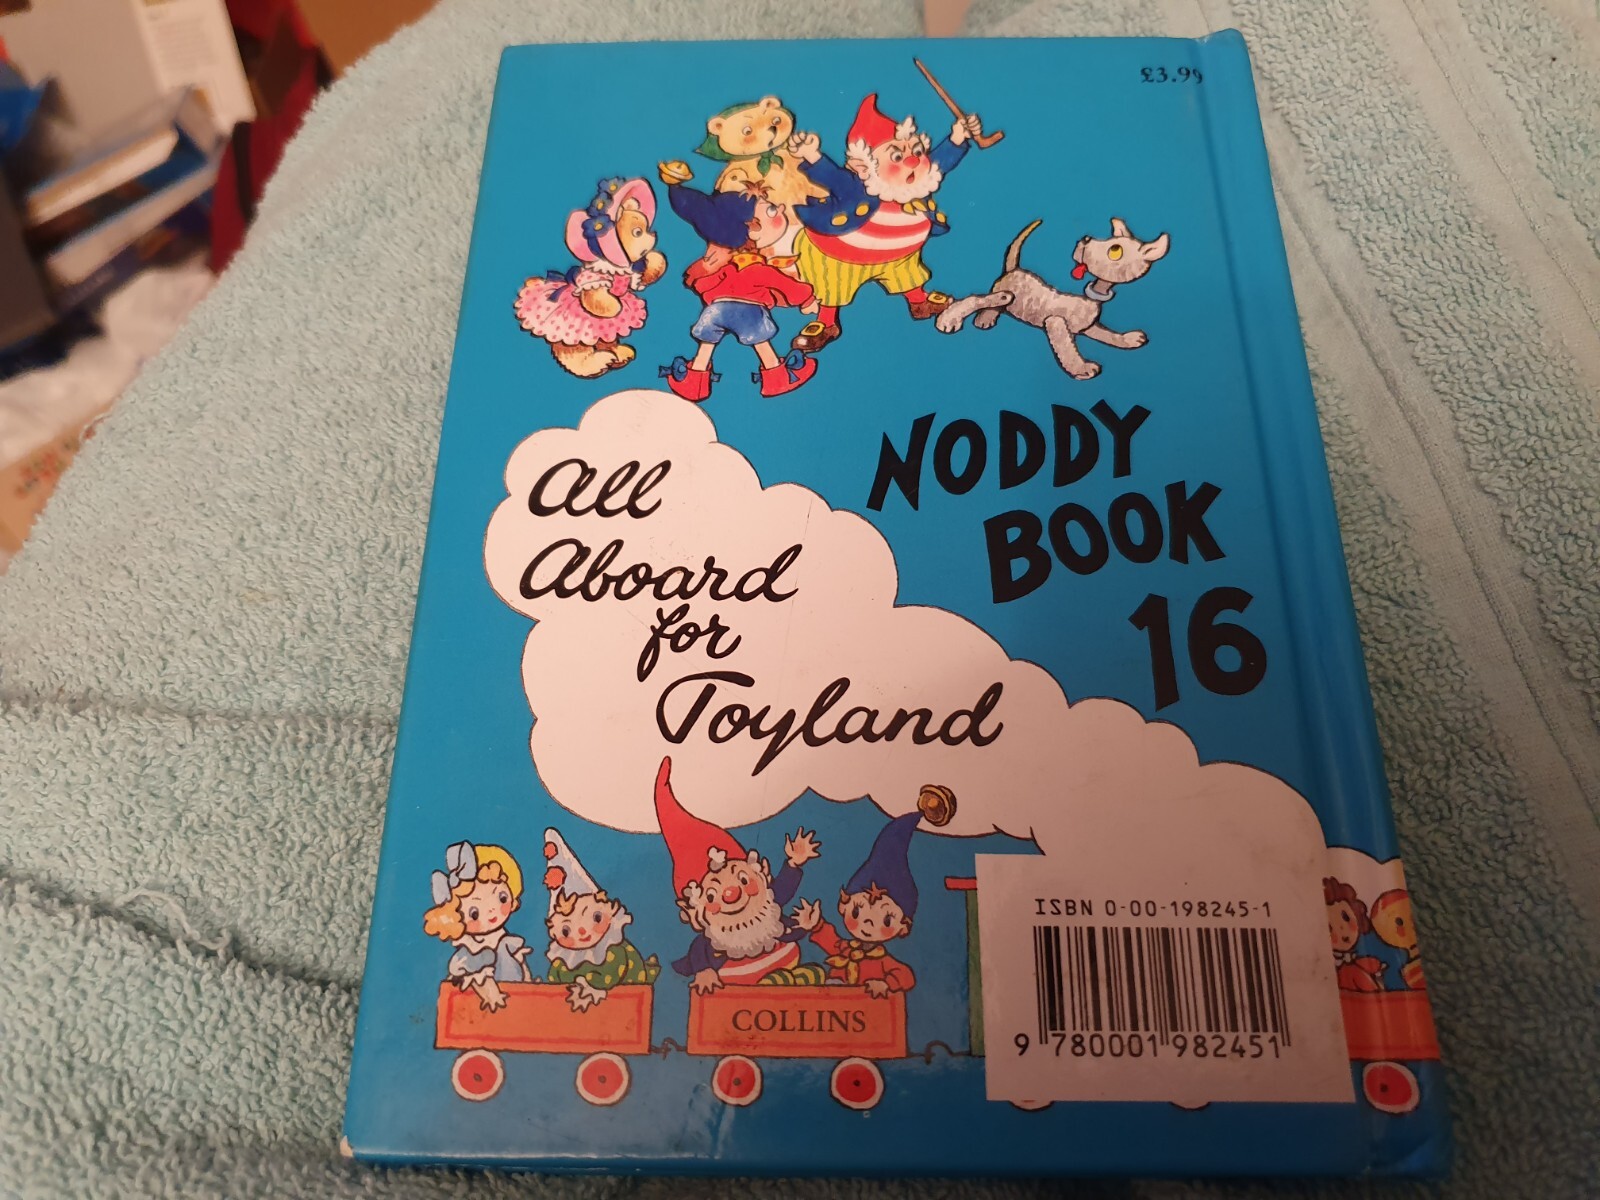 £3.99
NODDY
BOOK
16
All
Aboard
for
Toyland
COLLINS
ISBN 0-00-198245-1
9 780001 982451